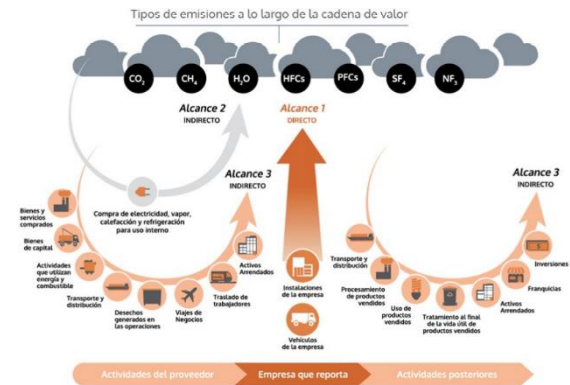 Tipos de emisiones a lo largo de la cadena de valor
CO₂
CH₄
H₂O
HFCs
PFCs
SF₄
NF₃
Alcance 2
INDIRECTO
Alcance 1
DIRECTO
Alcance 3
INDIRECTO
Alcance 3
INDIRECTO
Compra de electricidad, vapor,
calefacción y refrigeración
para uso interno
Bienes y
servicios
comprados
Bienes
de capital
Actividades
que utilizan
energía y
combustible
Transporte y
distribución
Desechos
generados en
las operaciones
Viajes de
Negocios
Traslado de
trabajadores
Activos
Arrendados
Instalaciones
de la empresa
Vehículos
de la empresa
Transporte y
distribución
Procesamiento
de productos
vendidos
Uso de
productos
vendidos
Tratamiento al final
de la vida útil de
productos vendidos
Activos
Arrendados
Franquicias
Inversiones
Actividades del proveedor
Empresa que reporta
Actividades posteriores